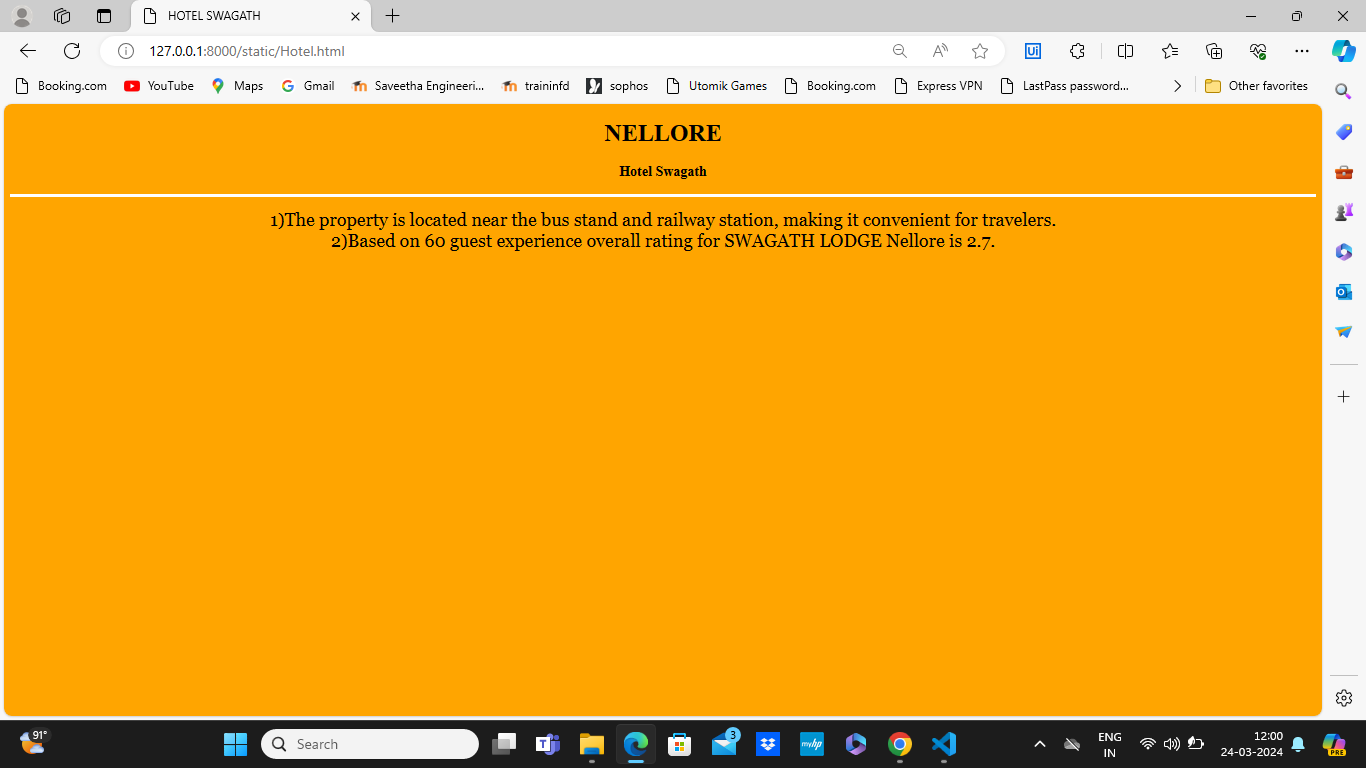 HOTEL SWAGATH
127.0.0.1:8000/static/Hotel.html
Booking.com YouTube Maps Gmail Saveetha Engineeri... traininfd sophos Utomik Games Booking.com Express VPN LastPass password... Other favorites
NELLORE
Hotel Swagath
1)The property is located near the bus stand and railway station, making it convenient for travelers.
2)Based on 60 guest experience overall rating for SWAGATH LODGE Nellore is 2.7.
91°
Search
3
myhp
ENG
IN
12:00
24-03-2024
PRE